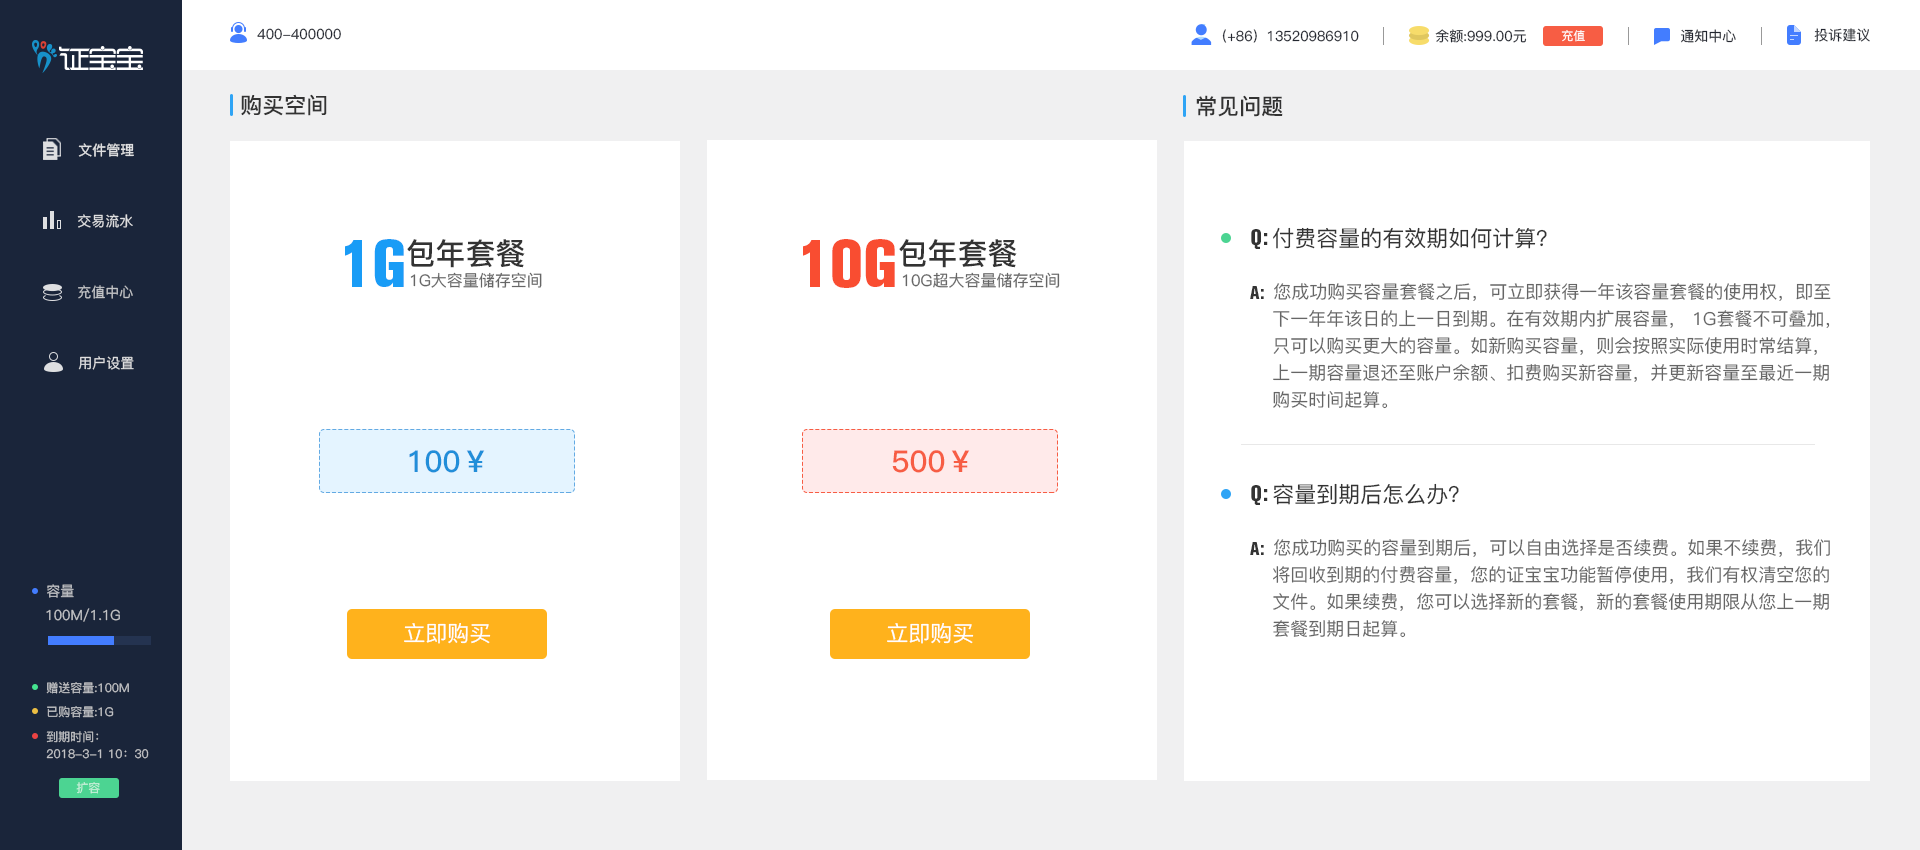 证宝宝
文件管理
交易流水
充值中心
用户设置
容量
100M/1.1G
赠送容量:100M
已购容量:1G
到期时间:
2018-3-1 10：30
扩容
400-400000
(+86) 13520986910
余额:999.00元
充值
通知中心
投诉建议
购买空间
1G包年套餐
1G大容量储存空间
100 ¥
立即购买
10G包年套餐
10G超大容量储存空间
500 ¥
立即购买
常见问题
Q: 付费容量的有效期如何计算?
A: 您成功购买容量套餐之后，可立即获得一年该容量套餐的使用权，即至
下一年年该日的上一日到期。在有效期内扩展容量， 1G套餐不可叠加，
只可以购买更大的容量。如新购买容量，则会按照实际使用时常结算，
上一期容量退还至账户余额、扣费购买新容量，并更新容量至最近一期
购买时间起算。
Q: 容量到期后怎么办?
A: 您成功购买的容量到期后，可以自由选择是否续费。如果不续费，我们
将回收到期的付费容量，您的证宝宝功能暂停使用，我们有权清空您的
文件。如果续费，您可以选择新的套餐，新的套餐使用期限从您上一期
套餐到期日起算。